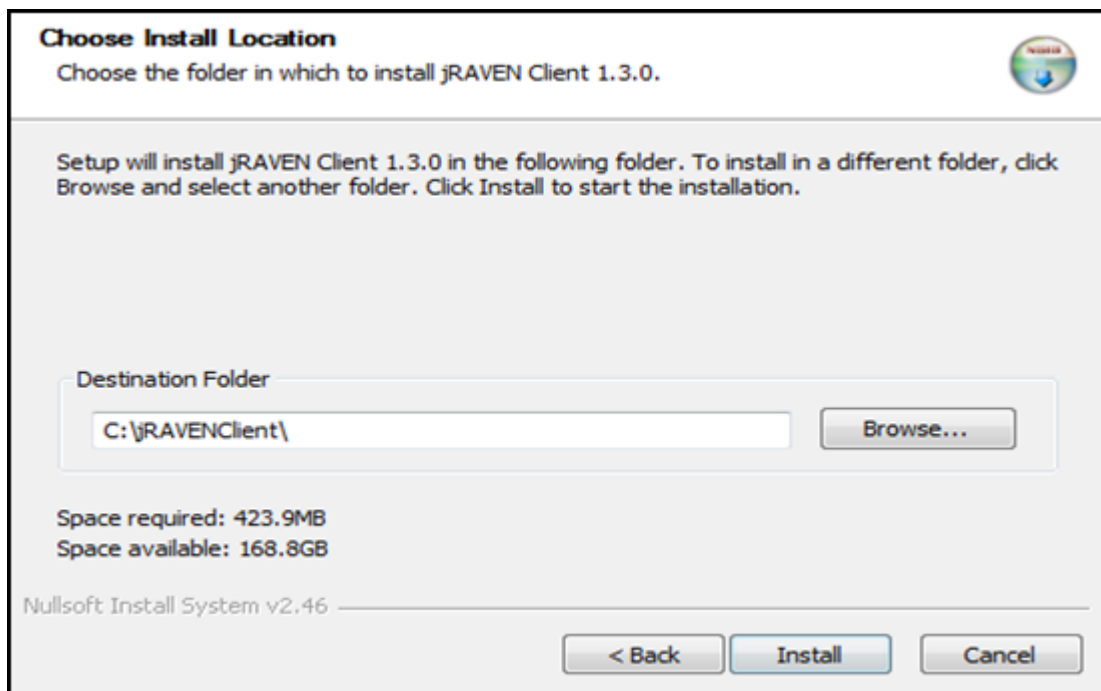 Choose Install Location
Choose the folder in which to install jRAVEN Client 1.3.0.
Setup will install jRAVEN Client 1.3.0 in the following folder. To install in a different folder, click
Browse and select another folder. Click Install to start the installation.
Destination Folder
C:\jRAVENClient\
Browse...
Space required: 423.9MB
Space available: 168.8GB
Nullsoft Install System v2.46
< Back
Install
Cancel